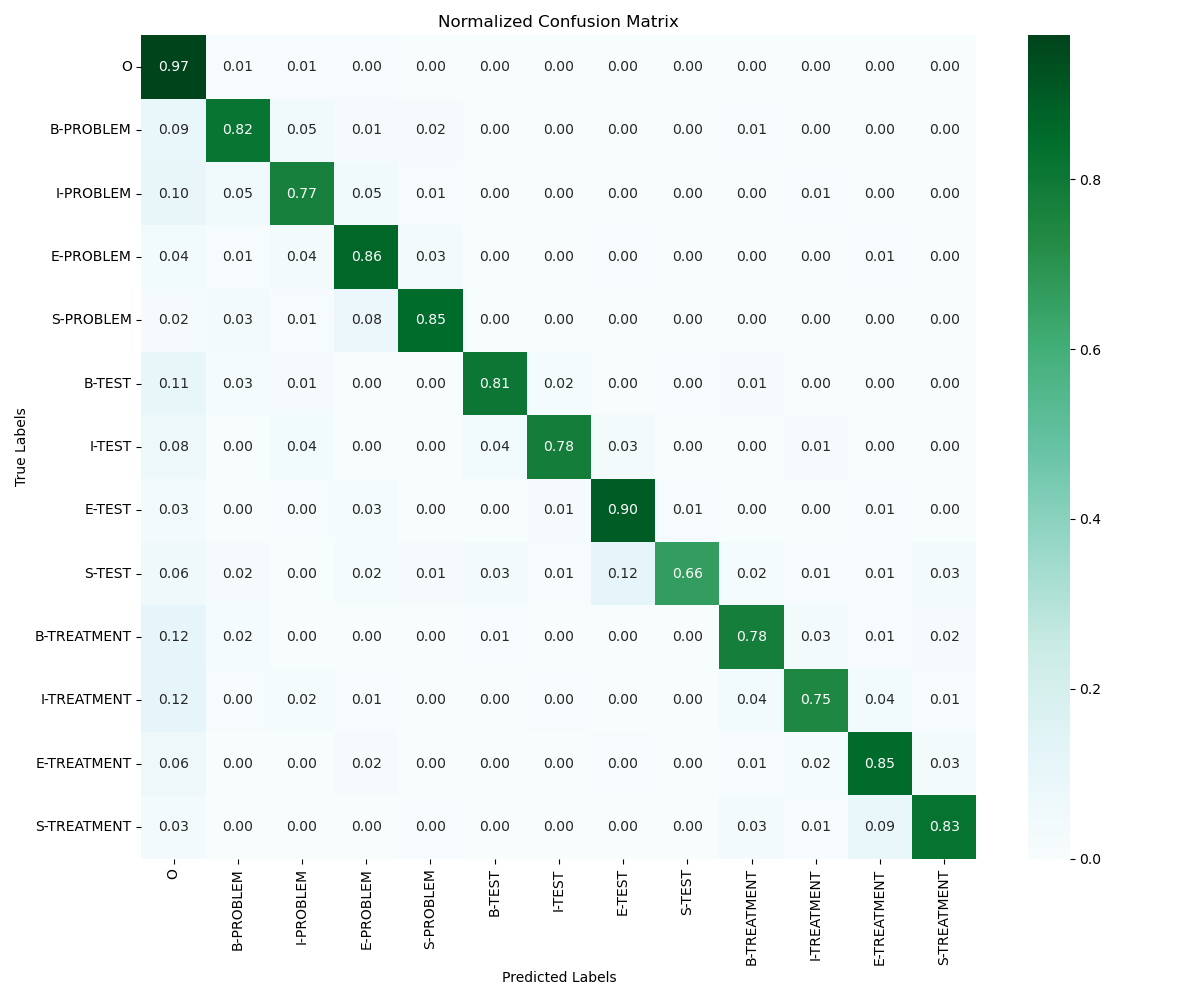 Normalized Confusion Matrix
O 0.97 0.01 0.01 0.00 0.00 0.00 0.00 0.00 0.00 0.00 0.00 0.00 0.00
B-PROBLEM 0.09 0.82 0.05 0.01 0.02 0.00 0.00 0.00 0.00 0.01 0.00 0.00 0.00
I-PROBLEM 0.10 0.05 0.77 0.05 0.01 0.00 0.00 0.00 0.00 0.00 0.01 0.00 0.00
E-PROBLEM 0.04 0.01 0.04 0.86 0.03 0.00 0.00 0.00 0.00 0.00 0.00 0.01 0.00
S-PROBLEM 0.02 0.03 0.01 0.08 0.85 0.00 0.00 0.00 0.00 0.00 0.00 0.00 0.00
B-TEST 0.11 0.03 0.01 0.00 0.00 0.81 0.02 0.00 0.00 0.01 0.00 0.00 0.00
I-TEST 0.08 0.00 0.04 0.00 0.00 0.04 0.78 0.03 0.00 0.00 0.01 0.00 0.00
E-TEST 0.03 0.00 0.00 0.03 0.00 0.00 0.01 0.90 0.01 0.00 0.00 0.01 0.00
S-TEST 0.06 0.02 0.00 0.02 0.01 0.03 0.01 0.12 0.66 0.02 0.01 0.01 0.03
B-TREATMENT 0.12 0.02 0.00 0.00 0.00 0.01 0.00 0.00 0.00 0.78 0.03 0.01 0.02
I-TREATMENT 0.12 0.00 0.02 0.01 0.00 0.00 0.00 0.00 0.00 0.04 0.75 0.04 0.01
E-TREATMENT 0.06 0.00 0.00 0.02 0.00 0.00 0.00 0.00 0.00 0.01 0.02 0.85 0.03
S-TREATMENT 0.03 0.00 0.00 0.00 0.00 0.00 0.00 0.00 0.00 0.03 0.01 0.09 0.83
True Labels
O
B-PROBLEM
I-PROBLEM
E-PROBLEM
S-PROBLEM
B-TEST
I-TEST
E-TEST
S-TEST
B-TREATMENT
I-TREATMENT
E-TREATMENT
S-TREATMENT
Predicted Labels
0.8
0.6
0.4
0.2
0.0